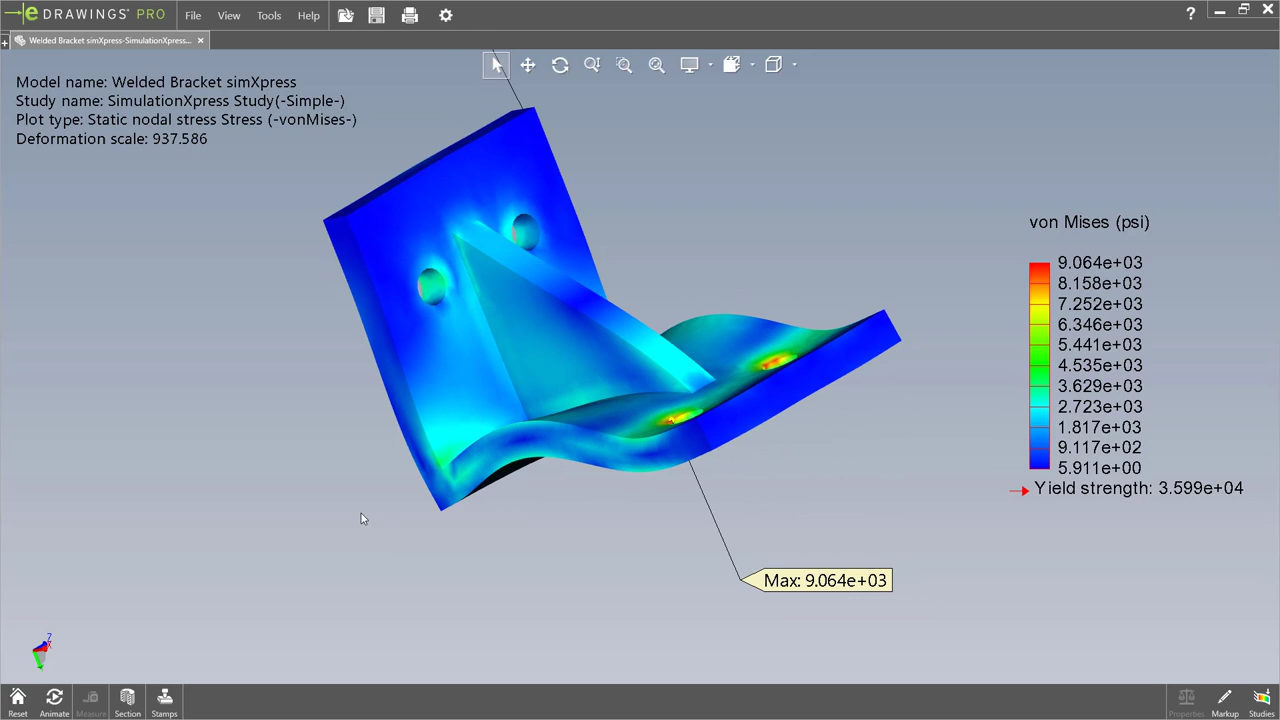 eDRAWINGS® PRO File View Tools Help ?
Welded Bracket simXpress-SimulationXpress...
Model name: Welded Bracket simXpress
Study name: SimulationXpress Study(-Simple-)
Plot type: Static nodal stress Stress (-vonMises-)
Deformation scale: 937.586
von Mises (psi)
9.064e+03
8.158e+03
7.252e+03
6.346e+03
5.441e+03
4.535e+03
3.629e+03
2.723e+03
1.817e+03
9.117e+02
5.911e+00
Yield strength: 3.599e+04
Max: 9.064e+03
Z
Reset Animate Measure Section Stamps Properties Markup Studies